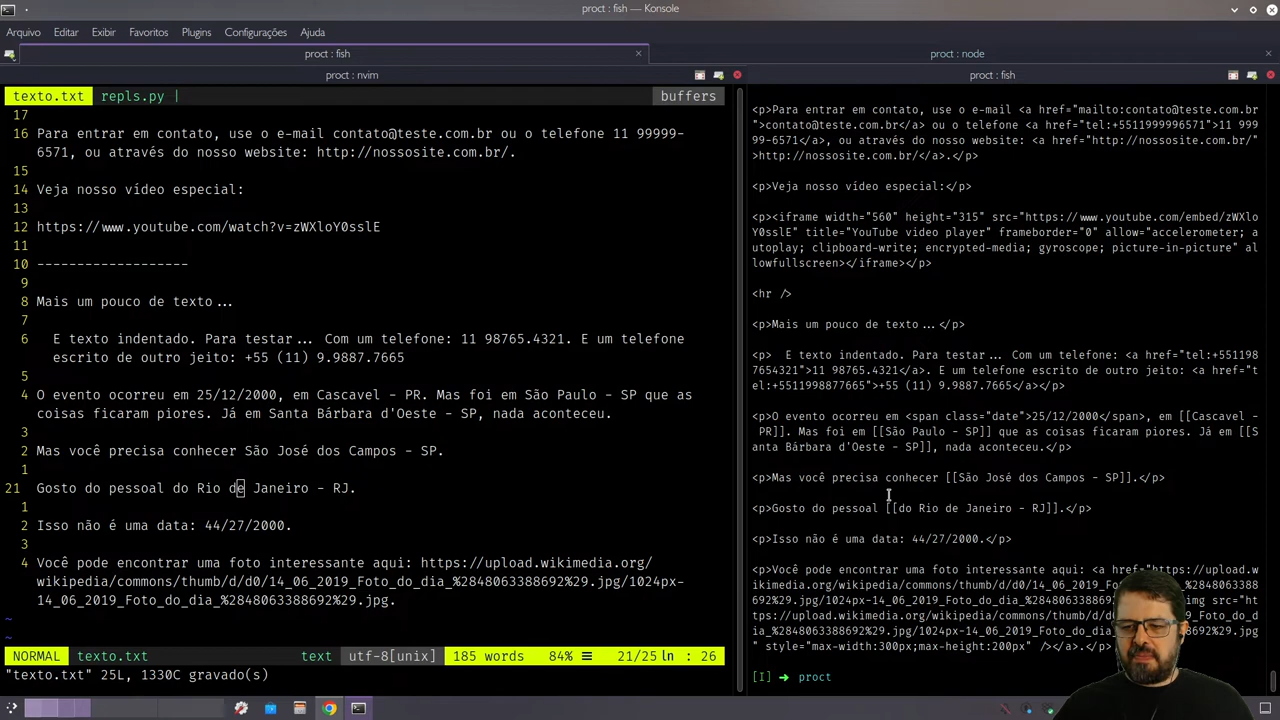 proct : fish — Konsole
Arquivo Editar Exibir Favoritos Plugins Configurações Ajuda
proct : fish
proct : node
proct : nvim
proct : fish
texto.txt repls.py | buffers
17
16 Para entrar em contato, use o e-mail contato@teste.com.br ou o telefone 11 99999-
6571, ou através do nosso website: http://nossosite.com.br/.
15
14 Veja nosso vídeo especial:
13
12 https://www.youtube.com/watch?v=zWXloY0sslE
11
10 -------------------
9
8 Mais um pouco de texto...
7
6 E texto indentado. Para testar... Com um telefone: 11 98765.4321. E um telefone
escrito de outro jeito: +55 (11) 9.9887.7665
5
4 O evento ocorreu em 25/12/2000, em Cascavel - PR. Mas foi em São Paulo - SP que as
coisas ficaram piores. Já em Santa Bárbara d'Oeste - SP, nada aconteceu.
3
2 Mas você precisa conhecer São José dos Campos - SP.
1
21 Gosto do pessoal do Rio de Janeiro - RJ.
1
2 Isso não é uma data: 44/27/2000.
3
4 Você pode encontrar uma foto interessante aqui: https://upload.wikimedia.org/
wikipedia/commons/thumb/d/d0/14_06_2019_Foto_do_dia_%2848063388692%29.jpg/1024px-
14_06_2019_Foto_do_dia_%2848063388692%29.jpg.
~
~
NORMAL texto.txt text utf-8[unix] 185 words 84% ☰ 21/25 ln : 26
"texto.txt" 25L, 1330C gravado(s)
<p>Para entrar em contato, use o e-mail <a href="mailto:contato@teste.com.br
">contato@teste.com.br</a> ou o telefone <a href="tel:+5511999996571">11 999
99-6571</a>, ou através do nosso website: <a href="http://nossosite.com.br/"
>http://nossosite.com.br/</a>.</p>
<p>Veja nosso vídeo especial:</p>
<p><iframe width="560" height="315" src="https://www.youtube.com/embed/zWXlo
Y0sslE" title="YouTube video player" frameborder="0" allow="accelerometer; a
utoplay; clipboard-write; encrypted-media; gyroscope; picture-in-picture" al
lowfullscreen></iframe></p>
<hr />
<p>Mais um pouco de texto...</p>
<p>  E texto indentado. Para testar... Com um telefone: <a href="tel:+551198
7654321">11 98765.4321</a>. E um telefone escrito de outro jeito: <a href="t
el:+5511998877665">+55 (11) 9.9887.7665</a></p>
<p>O evento ocorreu em <span class="date">25/12/2000</span>, em [[Cascavel -
PR]]. Mas foi em [[São Paulo - SP]] que as coisas ficaram piores. Já em [[S
anta Bárbara d'Oeste - SP]], nada aconteceu.</p>
<p>Mas você precisa conhecer [[São José dos Campos - SP]].</p>
<p>Gosto do pessoal [[do Rio de Janeiro - RJ]].</p>
<p>Isso não é uma data: 44/27/2000.</p>
<p>Você pode encontrar uma foto interessante aqui: <a href="https://upload.w
ikimedia.org/wikipedia/commons/thumb/d/d0/14_06_2019_Foto_do_dia_%2848063388
692%29.jpg/1024px-14_06_2019_Foto_do_dia_%2848063388692%29.jpg
img src="ht
tps://upload.wikimedia.org/wikipedia/commons/thumb/d/d
ia_%2848063388692%29.jpg/1024px-14_06_2019_Foto_do
jpg
" style="max-width:300px;max-height:200px" /></a>.</p>
[I] ➜ proct